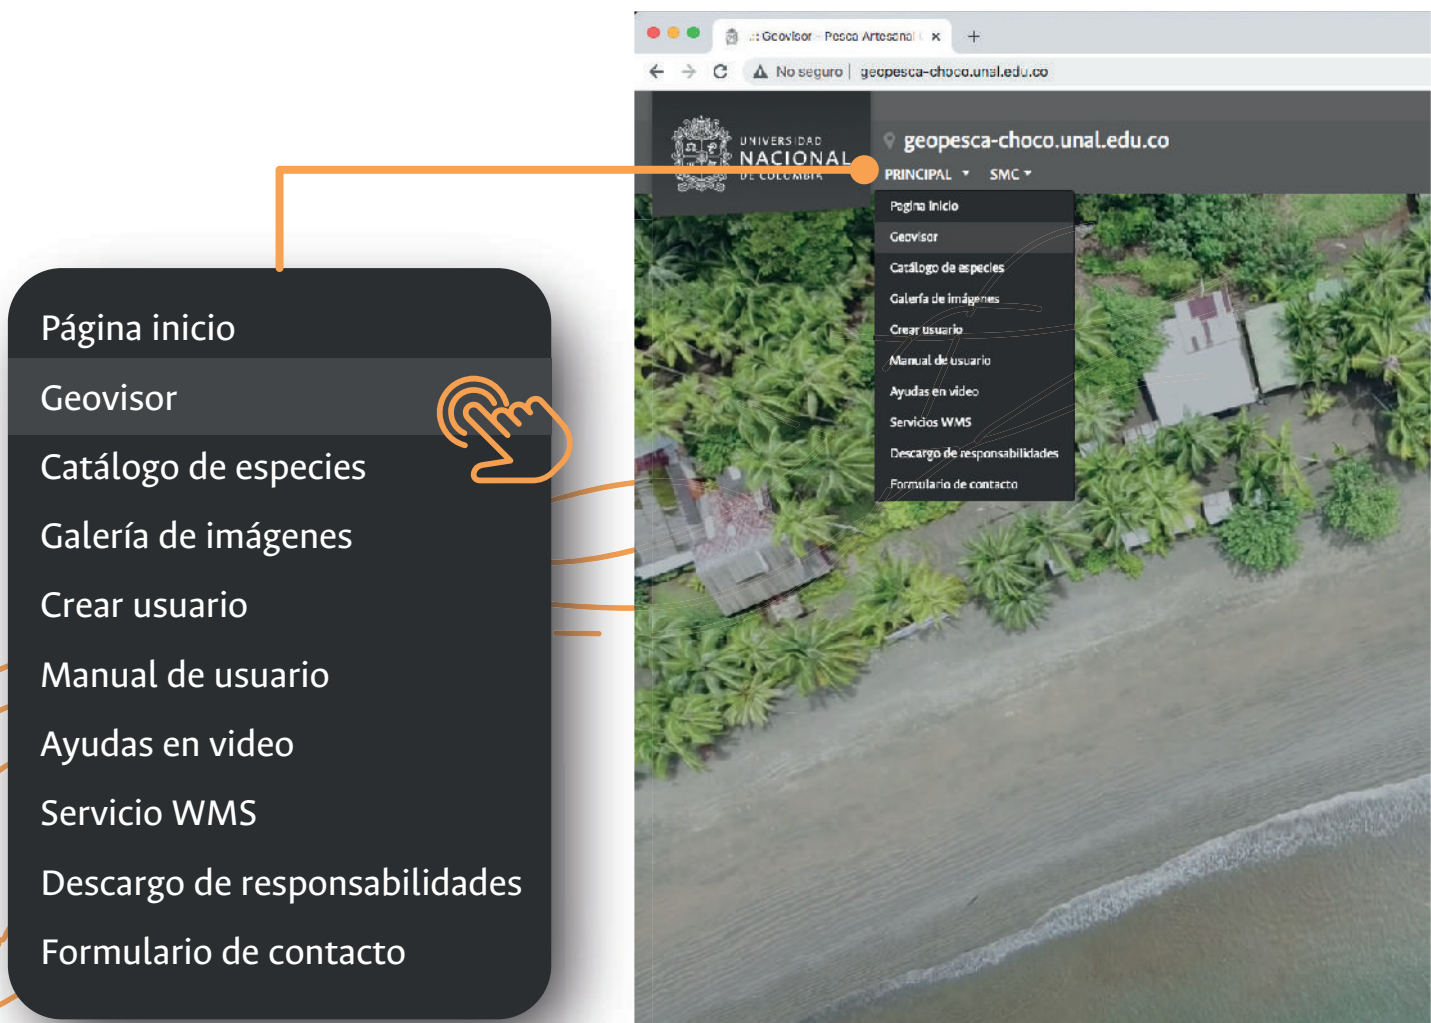 Página inicio
Geovisor
Catálogo de especies
Galería de imágenes
Crear usuario
Manual de usuario
Ayudas en video
Servicio WMS
Descargo de responsabilidades
Formulario de contacto
.:: Geovisor - Pesca Artesanal
No seguro | geopesca-choco.unal.edu.co
UNIVERSIDAD
NACIONAL
DE COLOMBIA
geopesca-choco.unal.edu.co
PRINCIPAL SMC
Pagina Inicio
Geovisor
Catálogo de especies
Galería de imágenes
Crear usuario
Manual de usuario
Ayudas en video
Servicios WMS
Descargo de responsabilidades
Formulario de contacto